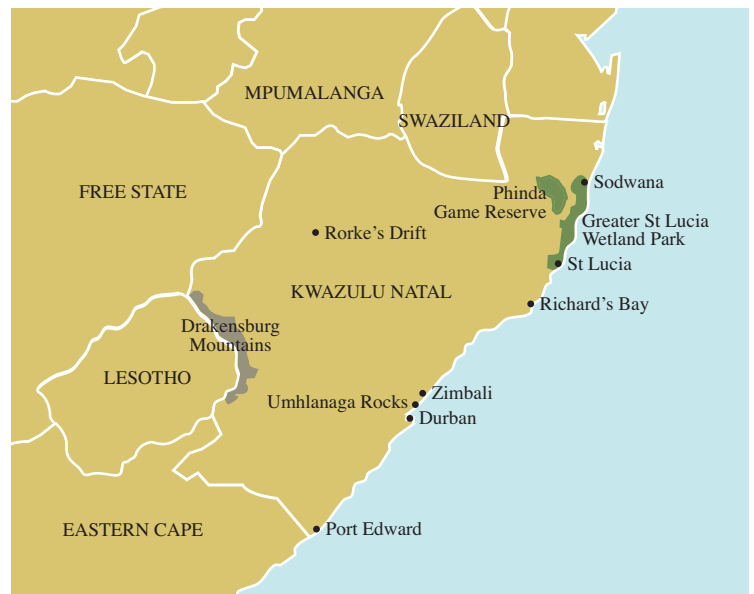 MPUMALANGA
SWAZILAND
FREE STATE
Phinda
Game Reserve
Sodwana
Greater St Lucia
Wetland Park
Rorke's Drift
St Lucia
KWAZULU NATAL
Richard's Bay
Drakensburg
Mountains
LESOTHO
Zimbali
Umhlanaga Rocks
Durban
EASTERN CAPE
Port Edward